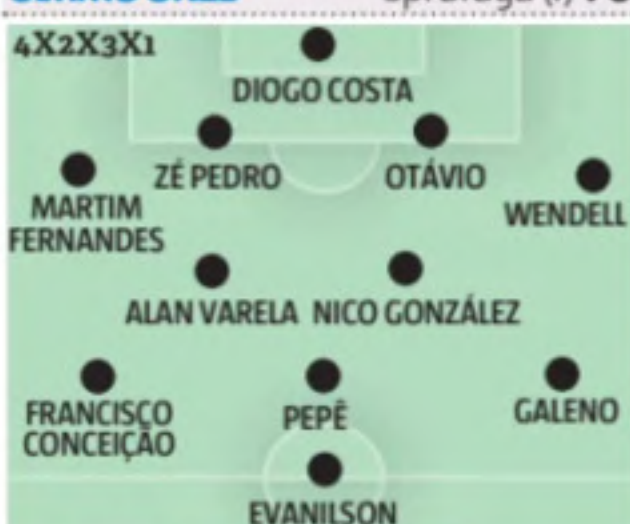 4X2X3X1
DIOGO COSTA
ZÉ PEDRO
OTÁVIO
MARTIM
FERNANDES
WENDELL
ALAN VARELA
NICO GONZÁLEZ
FRANCISCO
CONCEIÇÃO
PEPÊ
GALENO
EVANILSON